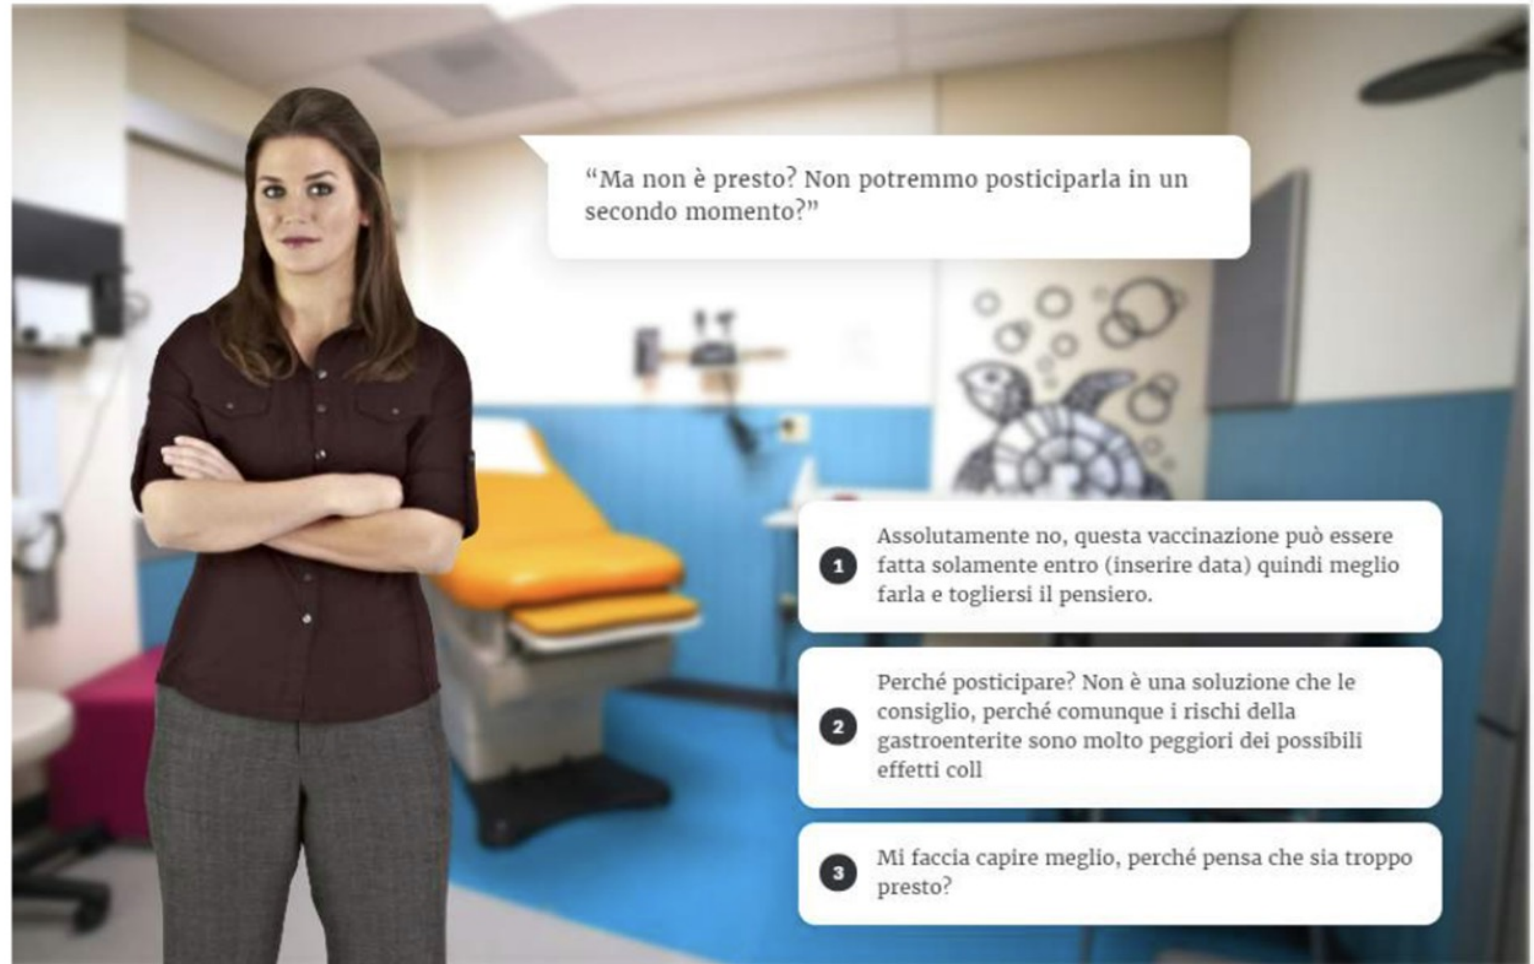 “Ma non è presto? Non potremmo posticiparla in un
secondo momento?”
1
Assolutamente no, questa vaccinazione può essere
fatta solamente entro (inserire data) quindi meglio
farla e togliersi il pensiero.
2
Perché posticipare? Non è una soluzione che le
consiglio, perché comunque i rischi della
gastroenterite sono molto peggiori dei possibili
effetti coll
3
Mi faccia capire meglio, perché pensa che sia troppo
presto?